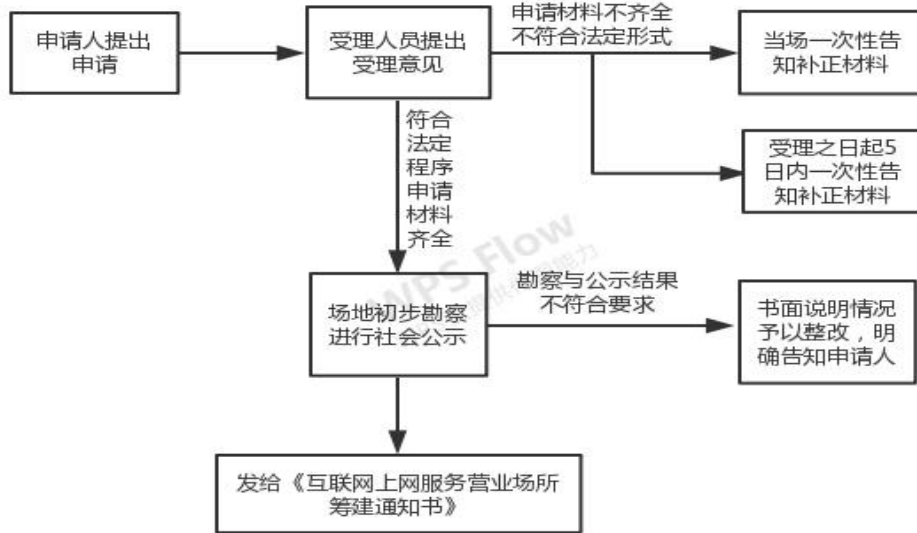 申请人提出
申请
受理人员提出
受理意见
申请材料不齐全
不符合法定形式
当场一次性告
知补正材料
受理之日起5
日内一次性告
知补正材料
符合
法定
程序
申请
材料
齐全
WPS Flow
场地初步勘察
进行社会公示
勘察与公示结果
不符合要求
书面说明情况
予以整改，明
确告知申请人
发给《互联网上网服务营业场所
筹建通知书》